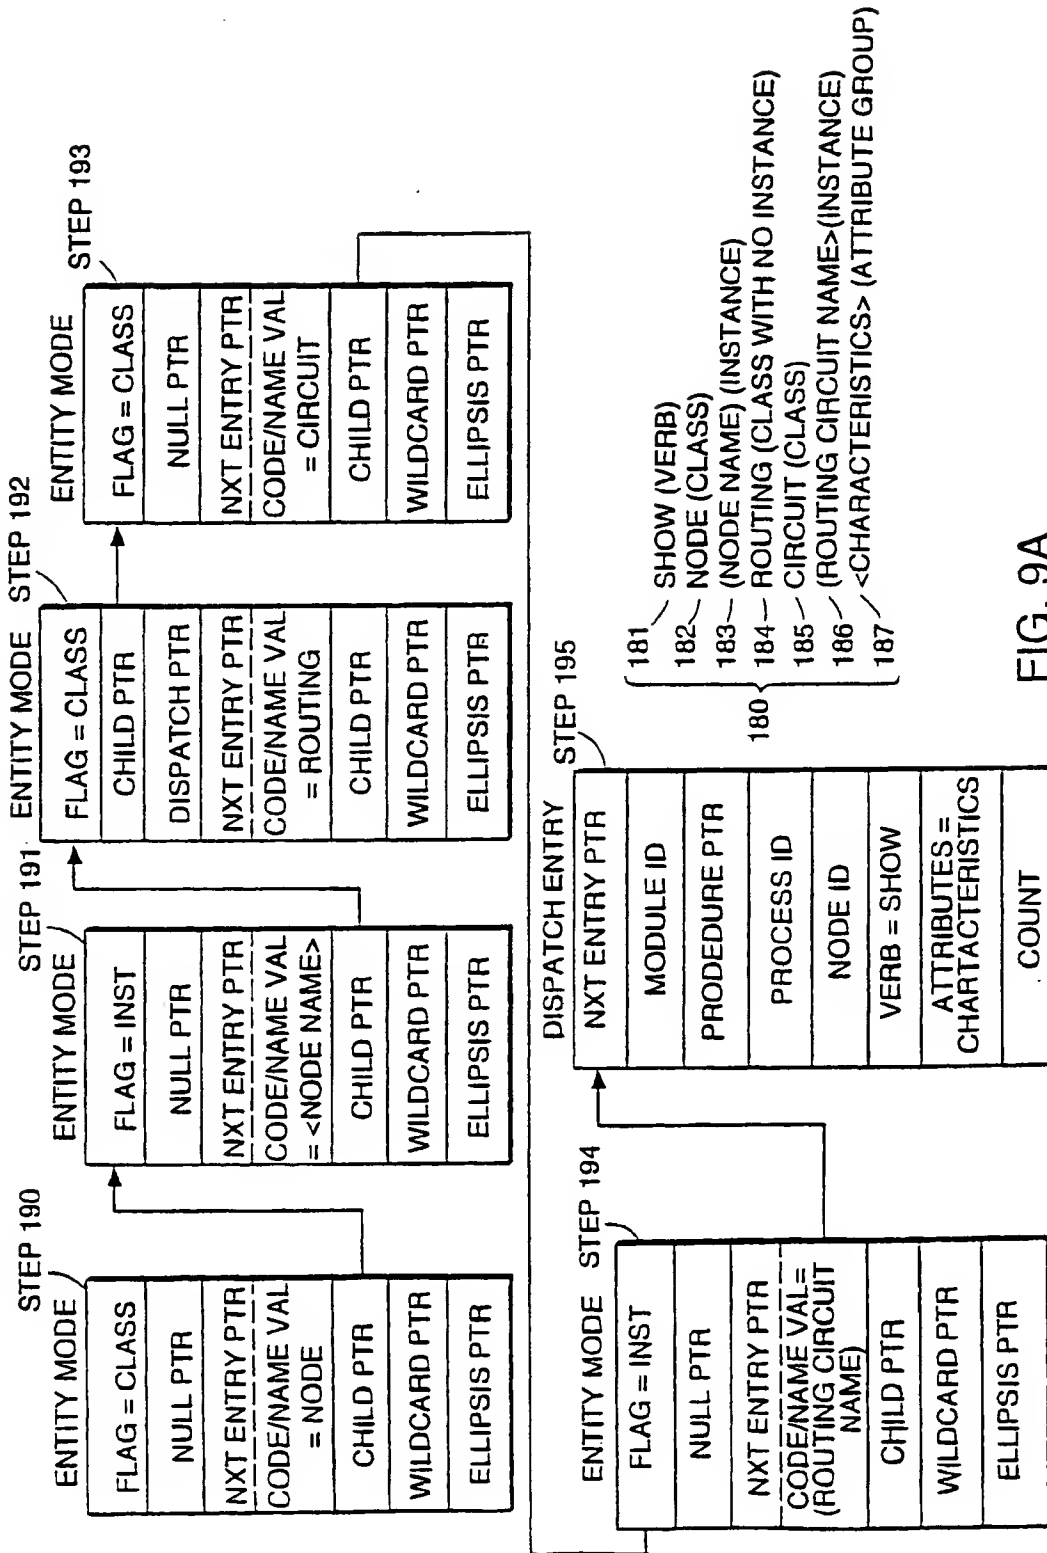 STEP 190
ENTITY MODE
FLAG = CLASS
NULL PTR
NXT ENTRY PTR
CODE/NAME VAL
= NODE
CHILD PTR
WILDCARD PTR
ELLIPSIS PTR
STEP 191
ENTITY MODE
FLAG = INST
NULL PTR
NXT ENTRY PTR
CODE/NAME VAL
= <NODE NAME>
CHILD PTR
WILDCARD PTR
ELLIPSIS PTR
STEP 192
ENTITY MODE
FLAG = CLASS
CHILD PTR
DISPATCH PTR
NXT ENTRY PTR
CODE/NAME VAL
= ROUTING
CHILD PTR
WILDCARD PTR
ELLIPSIS PTR
STEP 193
ENTITY MODE
FLAG = CLASS
NULL PTR
NXT ENTRY PTR
CODE/NAME VAL
= CIRCUIT
CHILD PTR
WILDCARD PTR
ELLIPSIS PTR
ENTITY MODE STEP 194
FLAG = INST
NULL PTR
NXT ENTRY PTR
CODE/NAME VAL=
(ROUTING CIRCUIT
NAME)
CHILD PTR
WILDCARD PTR
ELLIPSIS PTR
DISPATCH ENTRY
STEP 195
NXT ENTRY PTR
MODULE ID
PRODEDURE PTR
PROCESS ID
NODE ID
VERB = SHOW
ATTRIBUTES =
CHARTACTERISTICS
COUNT
180
181 SHOW (VERB)
182 NODE (CLASS)
183 (NODE NAME) (INSTANCE)
184 ROUTING (CLASS WITH NO INSTANCE)
185 CIRCUIT (CLASS)
186 (ROUTING CIRCUIT NAME>(INSTANCE)
187 <CHARACTERISTICS> (ATTRIBUTE GROUP)
FIG. 9A